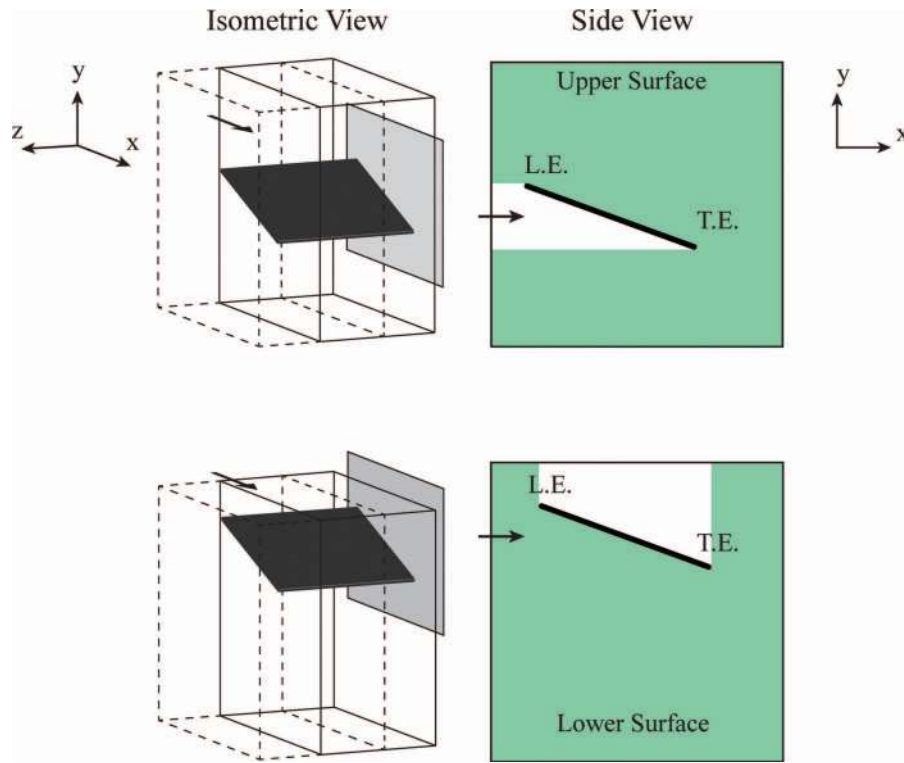 Isometric View
Side View
y
z
x
Upper Surface
L.E.
T.E.
y
x
L.E.
T.E.
Lower Surface